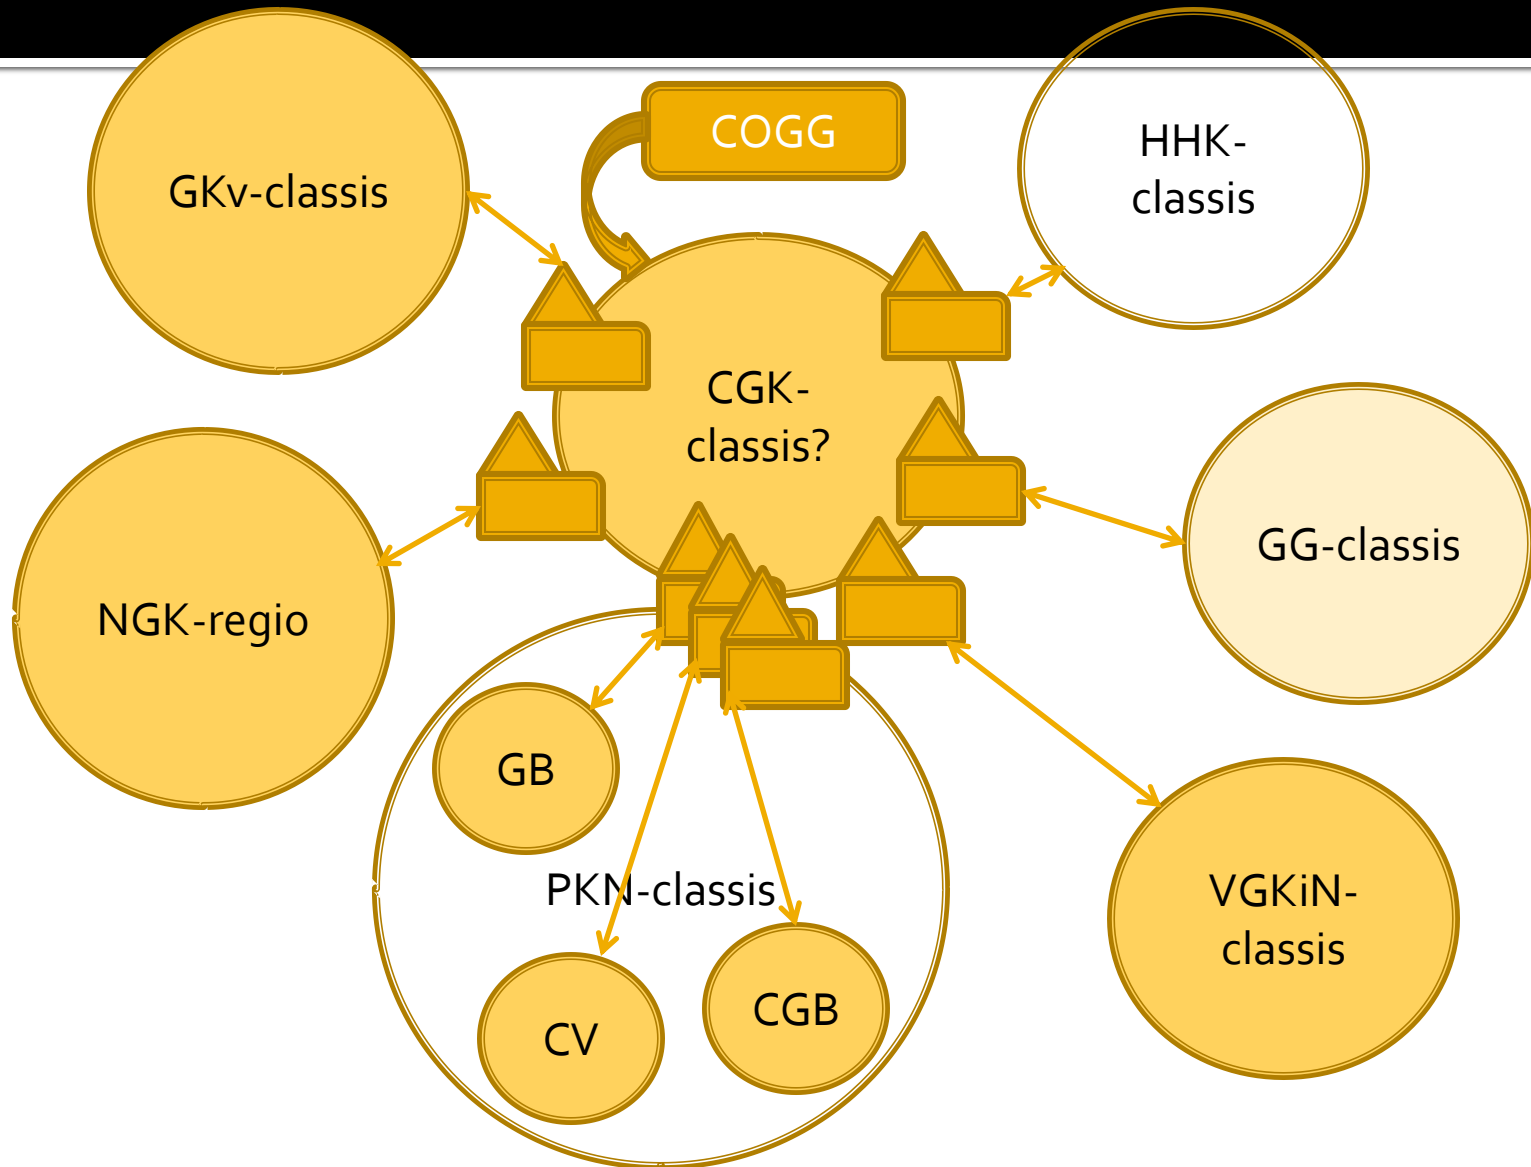 COGG
GKv-classis
HHK-
classis
CGK-
classis?
NGK-regio
GG-classis
GB
PKN-classis
VGKiN-
classis
CV
CGB